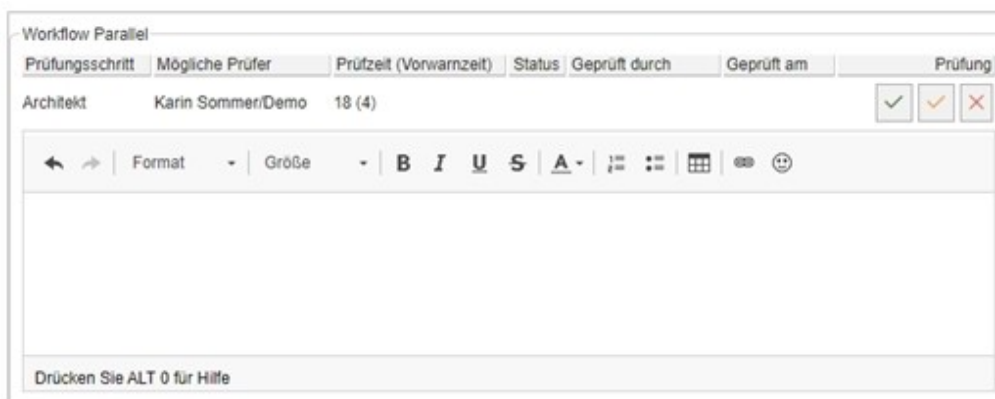 Workflow Parallel
Prüfungsschritt Mögliche Prüfer Prüfzeit (Vorwarnzeit) Status Geprüft durch Geprüft am Prüfung
Architekt Karin Sommer/Demo 18 (4)
Format Größe B I U S A
Drücken Sie ALT 0 für Hilfe